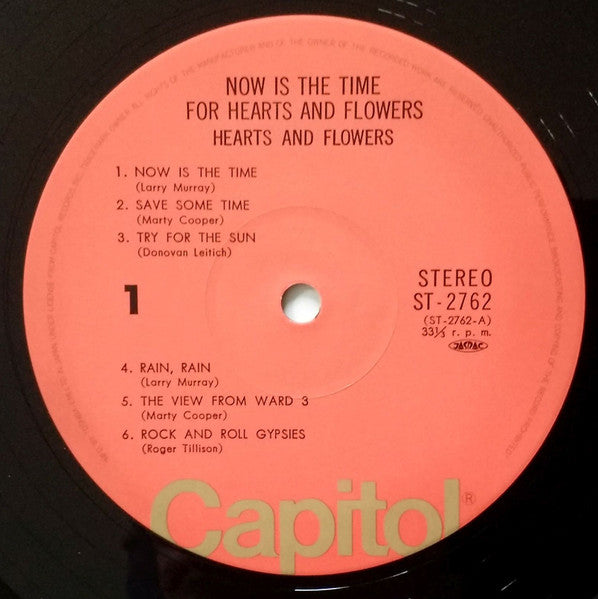 NOW IS THE TIME
FOR HEARTS AND FLOWERS
HEARTS AND FLOWERS
1. NOW IS THE TIME
(Larry Murray)
2. SAVE SOME TIME
(Marty Cooper)
3. TRY FOR THE SUN
(Donovan Leitich)
1
STEREO
ST-2762
(ST-2762-A)
33⅓ r. p. m.
JASRAC
4. RAIN, RAIN
(Larry Murray)
5. THE VIEW FROM WARD 3
(Marty Cooper)
6. ROCK AND ROLL GYPSIES
(Roger Tillison)
Capitol®